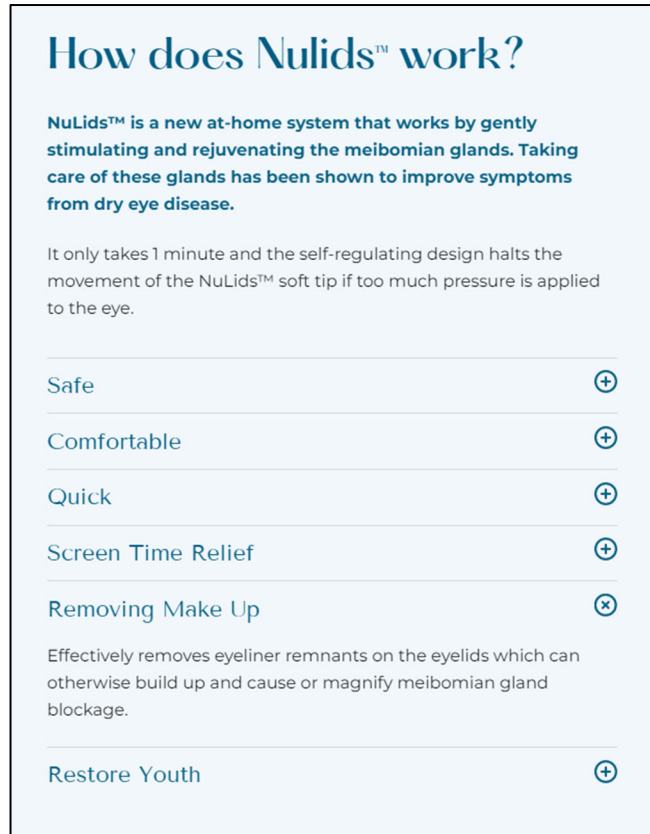 How does Nulids™ work?
NuLids™ is a new at-home system that works by gently
stimulating and rejuvenating the meibomian glands. Taking
care of these glands has been shown to improve symptoms
from dry eye disease.
It only takes 1 minute and the self-regulating design halts the
movement of the NuLids™ soft tip if too much pressure is applied
to the eye.
Safe
Comfortable
Quick
Screen Time Relief
Removing Make Up
Effectively removes eyeliner remnants on the eyelids which can
otherwise build up and cause or magnify meibomian gland
blockage.
Restore Youth